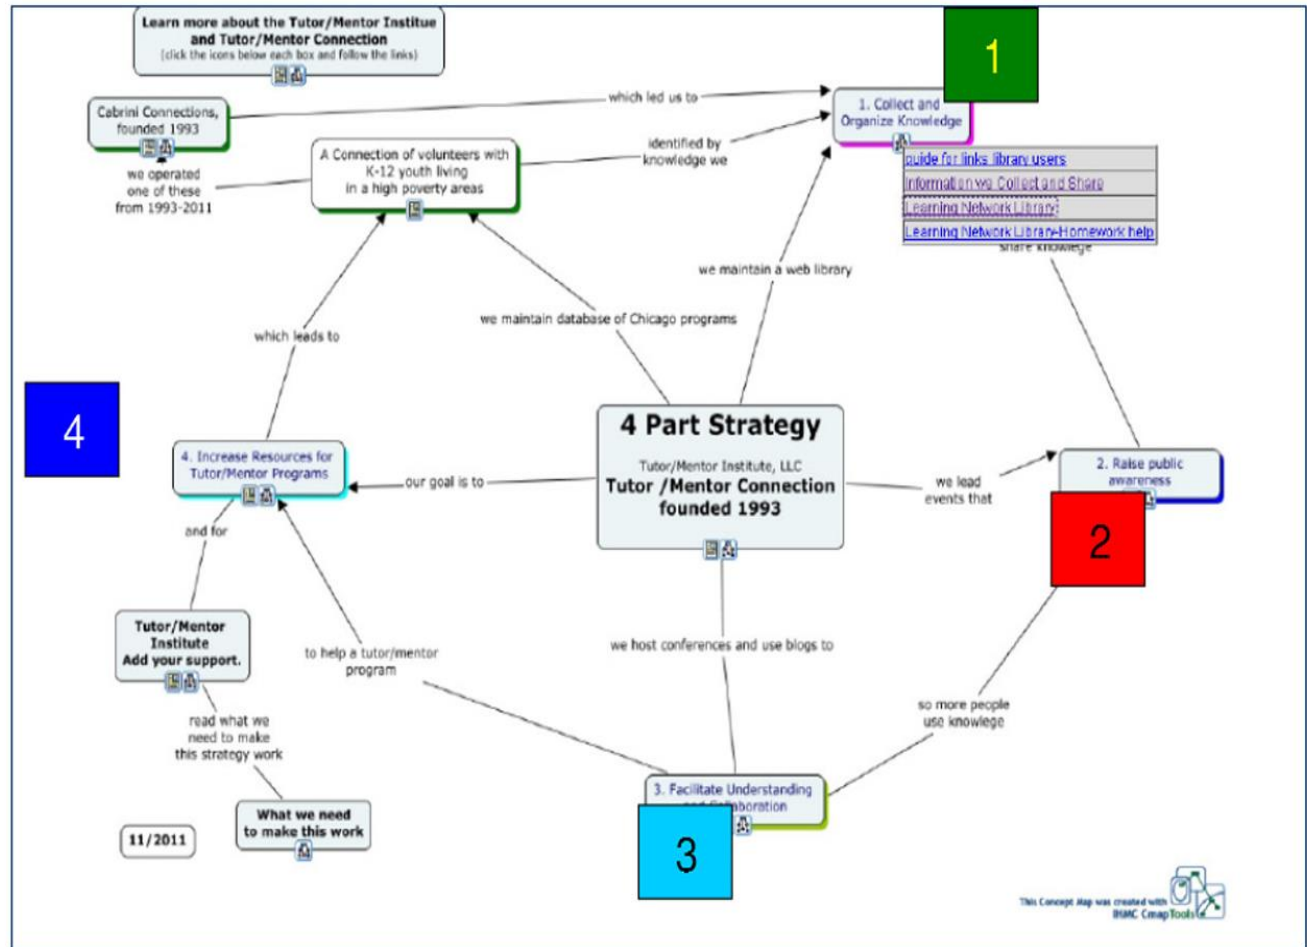 Learn more about the Tutor/Mentor Institue
and Tutor/Mentor Connection
(click the icons below each box and follow the links)
1
Cabrini Connections,
founded 1993
which led us to
1. Collect and
Organize Knowledge
identified by
knowledge we
A Connection of volunteers with
K-12 youth living
in a high poverty areas
we operated
one of these
from 1993-2011
guide for links library users
Information we Collect and Share
Learning Network Library
Learning Network Library-Homework help
share knowlege
we maintain a web library
we maintain database of Chicago programs
which leads to
4
4. Increase Resources for
Tutor/Mentor Programs
our goal is to
4 Part Strategy
Tutor/Mentor Institute, LLC
Tutor /Mentor Connection
founded 1993
we lead
events that
2. Raise public
awareness
2
and for
Tutor/Mentor
Institute
Add your support.
to help a tutor/mentor
program
we host conferences and use blogs to
so more people
use knowlege
read what we
need to make
this strategy work
3. Facilitate Understanding
3
What we need
to make this work
11/2011
This Concept Map was created with
IHMC CmapTools